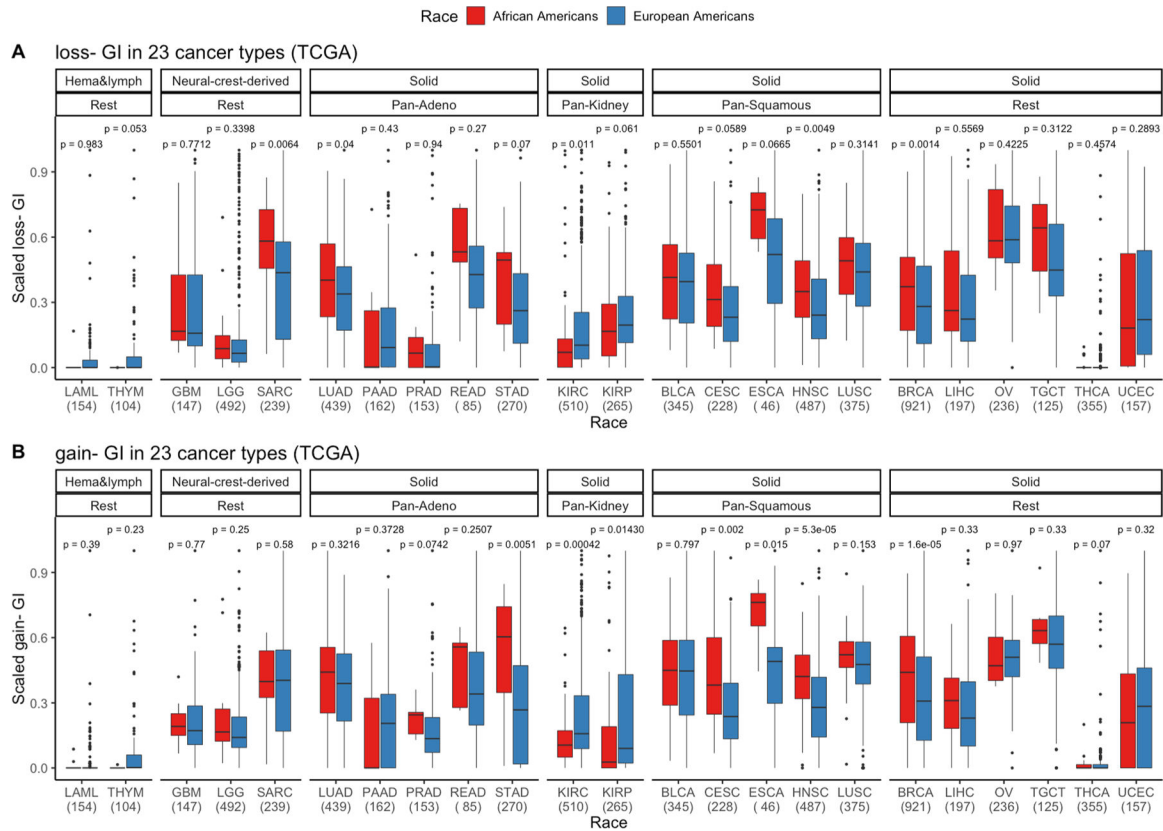 Race African Americans European Americans
A loss- GI in 23 cancer types (TCGA)
Hema&lymph Neural-crest-derived Solid Solid Solid Solid
Rest Rest Pan-Adeno Pan-Kidney Pan-Squamous Rest
p = 0.053 p = 0.3398 p = 0.43 p = 0.27 p = 0.061 p = 0.0589 p = 0.0049 p = 0.5569 p = 0.3122 p = 0.2893
p = 0.983 p = 0.7712 p = 0.0064 p = 0.04 p = 0.94 p = 0.07 p = 0.011 p = 0.5501 p = 0.0665 p = 0.3141 p = 0.0014 p = 0.4225 p = 0.4574
0.9
0.6
0.3
0.0
Scaled loss- GI
LAML THYM GBM LGG SARC LUAD PAAD PRAD READ STAD KIRC KIRP BLCA CESC ESCA HNSC LUSC BRCA LIHC OV TGCT THCA UCEC
(154) (104) (147) (492) (239) (439) (162) (153) ( 85) (270) (510) (265) (345) (228) ( 46) (487) (375) (921) (197) (236) (125) (355) (157)
Race
B gain- GI in 23 cancer types (TCGA)
Hema&lymph Neural-crest-derived Solid Solid Solid Solid
Rest Rest Pan-Adeno Pan-Kidney Pan-Squamous Rest
p = 0.23 p = 0.25 p = 0.3728 p = 0.2507 p = 0.01430 p = 0.002 p = 5.3e-05 p = 0.33 p = 0.33 p = 0.32
p = 0.39 p = 0.77 p = 0.58 p = 0.3216 p = 0.0742 p = 0.0051 p = 0.00042 p = 0.797 p = 0.015 p = 0.153 p = 1.6e-05 p = 0.97 p = 0.07
0.9
0.6
0.3
0.0
Scaled gain- GI
LAML THYM GBM LGG SARC LUAD PAAD PRAD READ STAD KIRC KIRP BLCA CESC ESCA HNSC LUSC BRCA LIHC OV TGCT THCA UCEC
(154) (104) (147) (492) (239) (439) (162) (153) ( 85) (270) (510) (265) (345) (228) ( 46) (487) (375) (921) (197) (236) (125) (355) (157)
Race